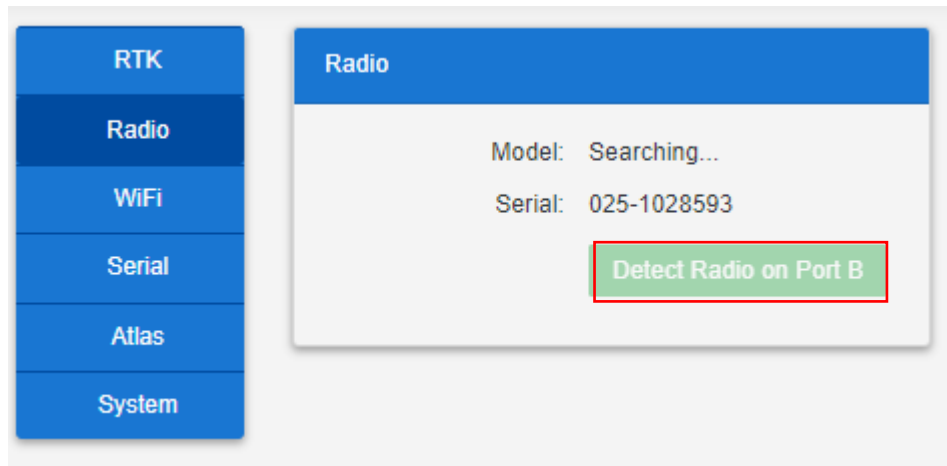 RTK
Radio
WiFi
Serial
Atlas
System
Radio
Model: Searching...
Serial: 025-1028593
Detect Radio on Port B